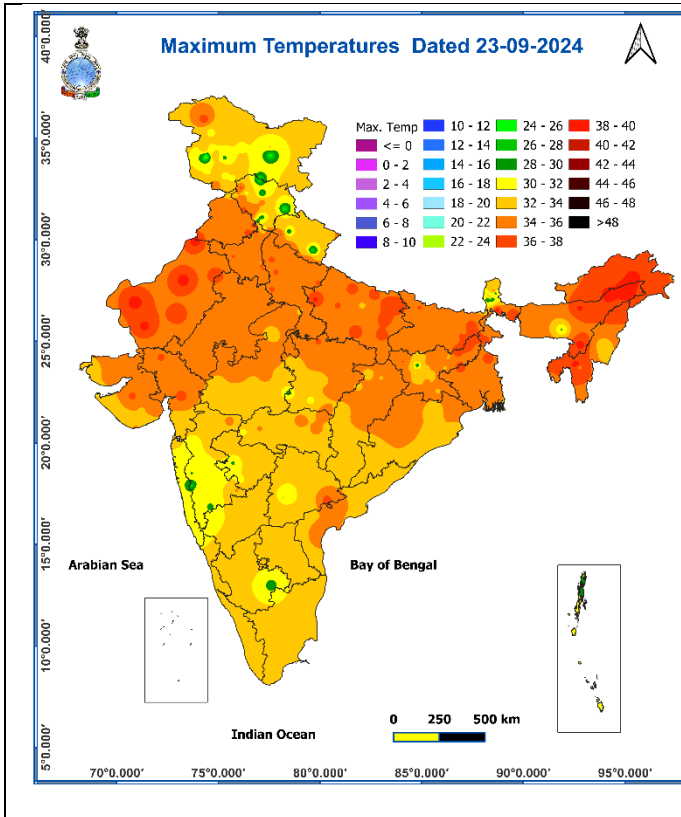 Maximum Temperatures Dated 23-09-2024
Max. Temp
<= 0
0 - 2
2 - 4
4 - 6
6 - 8
8 - 10
10 - 12
12 - 14
14 - 16
16 - 18
18 - 20
20 - 22
22 - 24
24 - 26
26 - 28
28 - 30
30 - 32
32 - 34
34 - 36
36 - 38
38 - 40
40 - 42
42 - 44
44 - 46
46 - 48
>48
40°0.000'
35°0.000'
30°0.000'
25°0.000'
20°0.000'
15°0.000'
10°0.000'
5°0.000'
Arabian Sea
Bay of Bengal
Indian Ocean
0 250 500 km
70°0.000' 75°0.000' 80°0.000' 85°0.000' 90°0.000' 95°0.000'